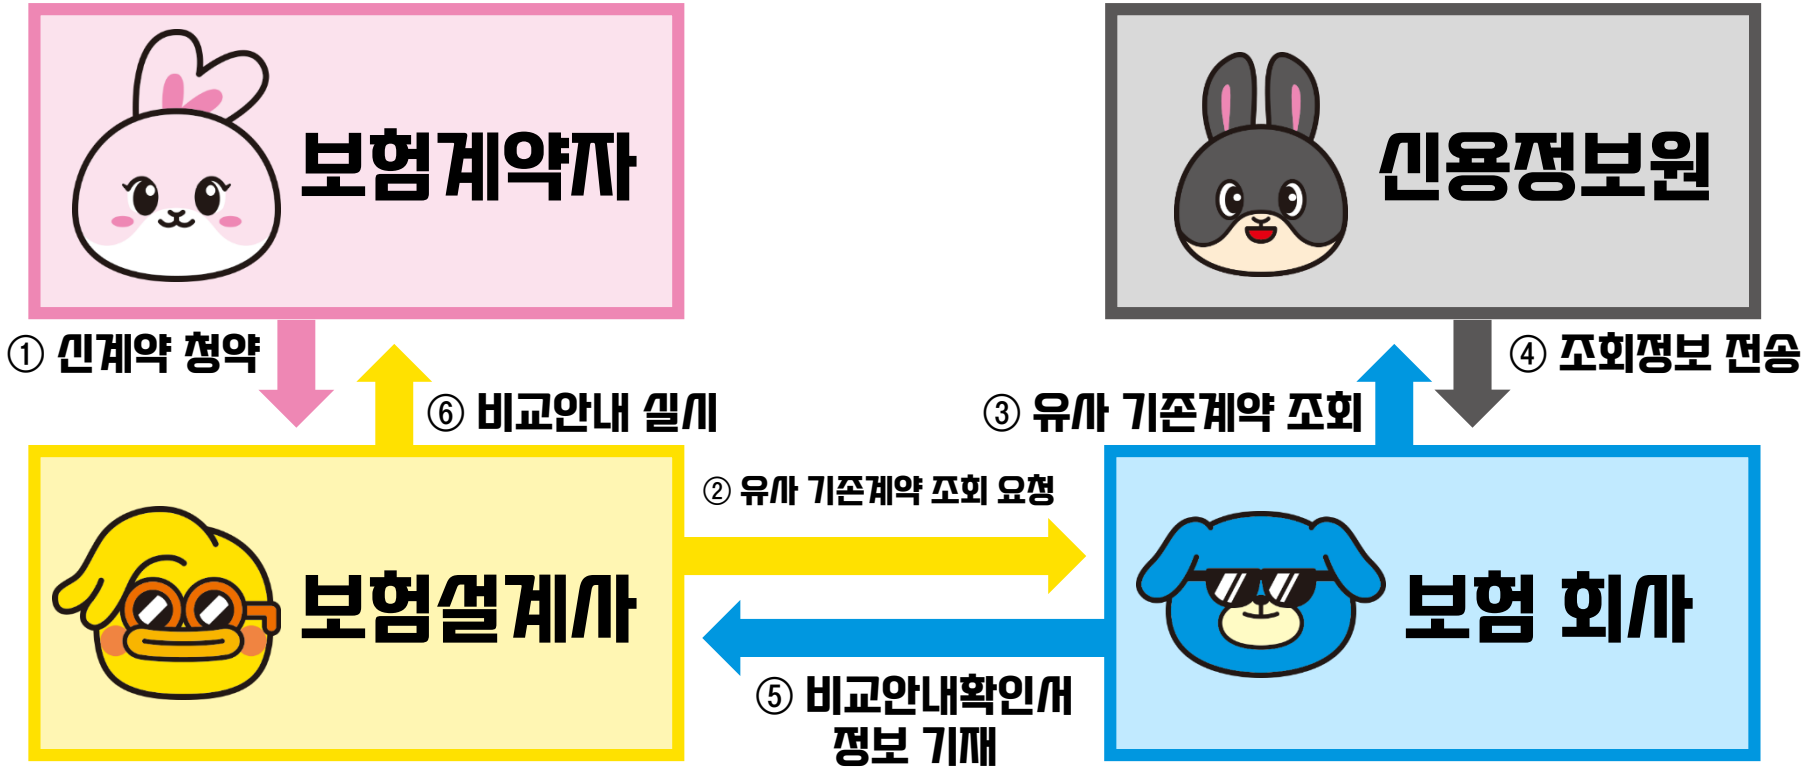 보험계약자
신용정보원
① 신계약 청약
⑥ 비교안내 실시
③ 유사 기존계약 조회
④ 조회정보 전송
② 유사 기존계약 조회 요청
보험설계사
보험 회사
⑤ 비교안내확인서
정보 기재